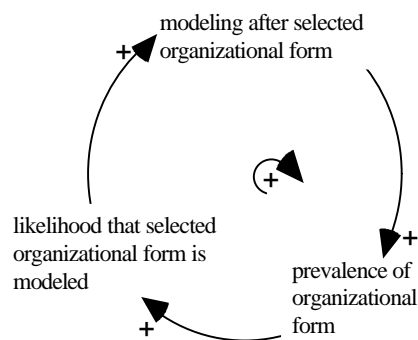 modeling after selected
organizational form
+
+
+
prevalence of
organizational
form
+
likelihood that selected
organizational form is
modeled